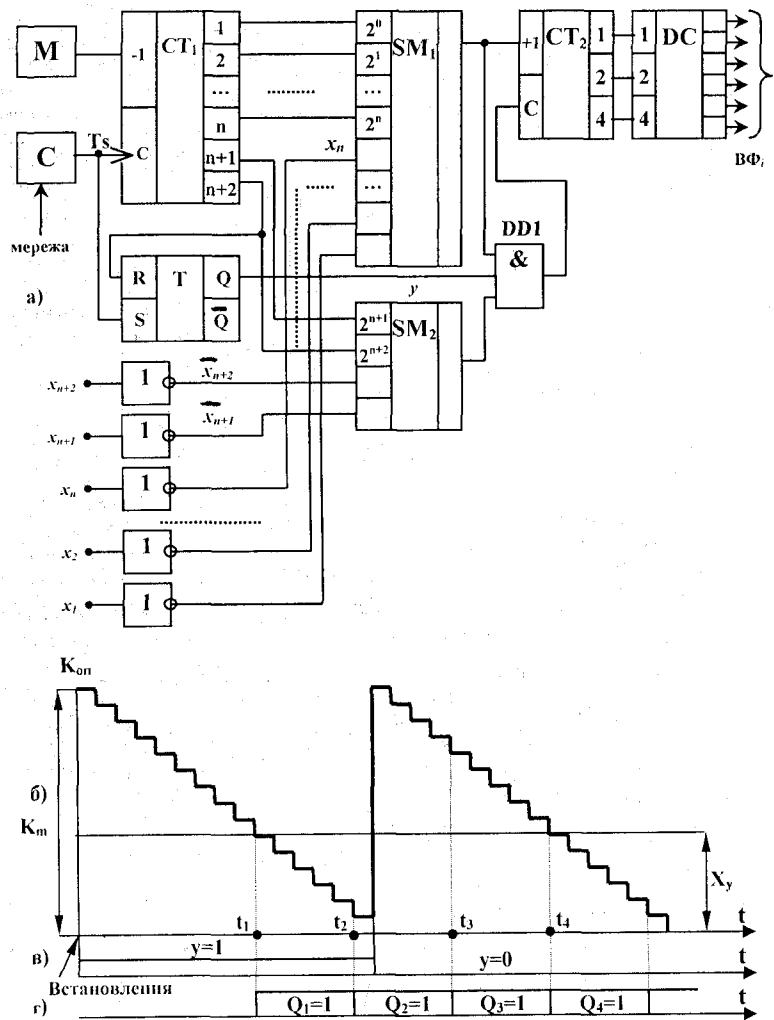 M
-1
CT₁
1
2
...
n
n+1
n+2
C
Ts
C
мережа
а)
R
T
Q
S
Q̅
2⁰
2¹
...
2ⁿ
SM₁
xₙ
...
+1
CT₂
1
2
4
C
1
2
4
DC
ВФᵢ
DD1
&
y
2ⁿ⁺¹
2ⁿ⁺²
SM₂
xₙ₊₂
1
x̅ₙ₊₂
xₙ₊₁
1
x̅ₙ₊₁
xₙ
1
x₂
1
x₁
1
Kоп
б)
Km
Xy
t₁
t₂
t₃
t₄
t
в)
y=1
y=0
t
Встановлення
г)
Q₁=1
Q₂=1
Q₃=1
Q₄=1
t